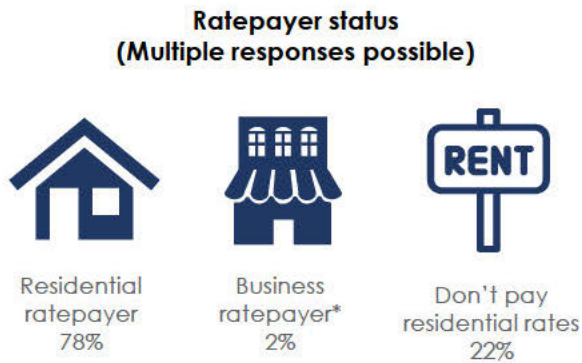 Ratepayer status
(Multiple responses possible)
RENT
Residential
ratepayer
78%
Business
ratepayer*
2%
Don't pay
residential rates
22%